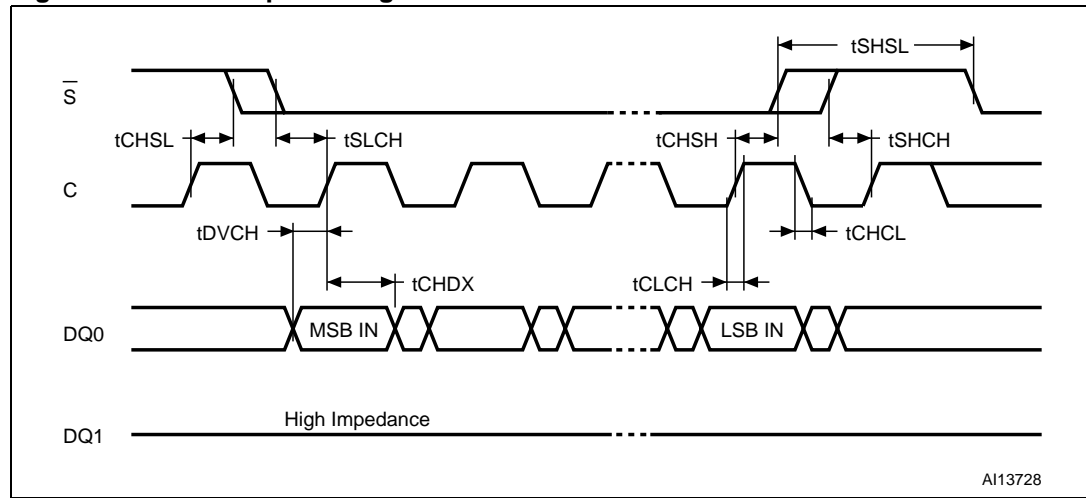 tSHSL
S
tCHSL
tSLCH
tCHSH
tSHCH
C
tDVCH
tCHCL
tCHDX
tCLCH
DQ0
MSB IN
LSB IN
High Impedance
DQ1
AI13728